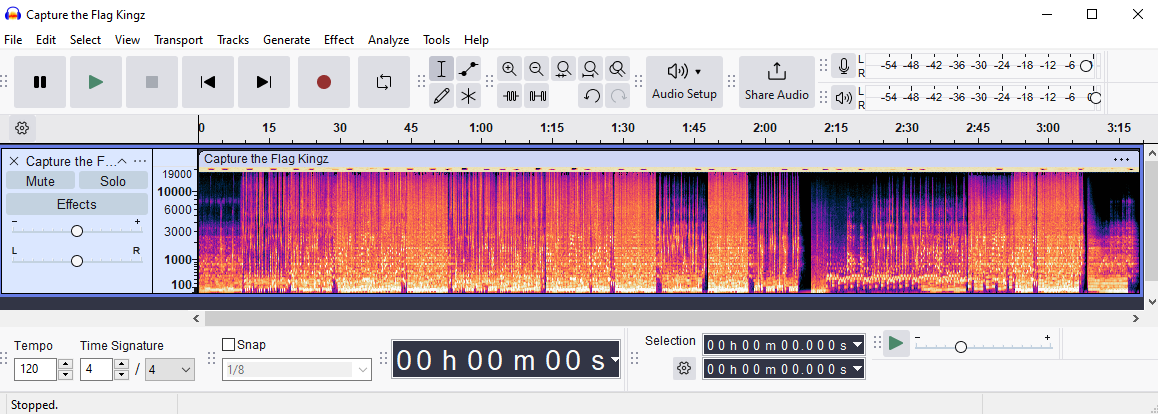 Capture the Flag Kingz
File Edit Select View Transport Tracks Generate Effect Analyze Tools Help
Audio Setup
Share Audio
L
R
-54 -48 -42 -36 -30 -24 -18 -12 -6 0
L
R
-54 -48 -42 -36 -30 -24 -18 -12 -6 0
0 15 30 45 1:00 1:15 1:30 1:45 2:00 2:15 2:30 2:45 3:00 3:15
Capture the F...
Capture the Flag Kingz
Mute Solo
Effects
- +
L R
19000
10000
6000
3000
1000
100
Tempo
120
Time Signature
4 / 4
Snap
1/8
00 h 00 m 00 s
Selection
00 h 00 m 00.000 s
00 h 00 m 00.000 s
- +
Stopped.